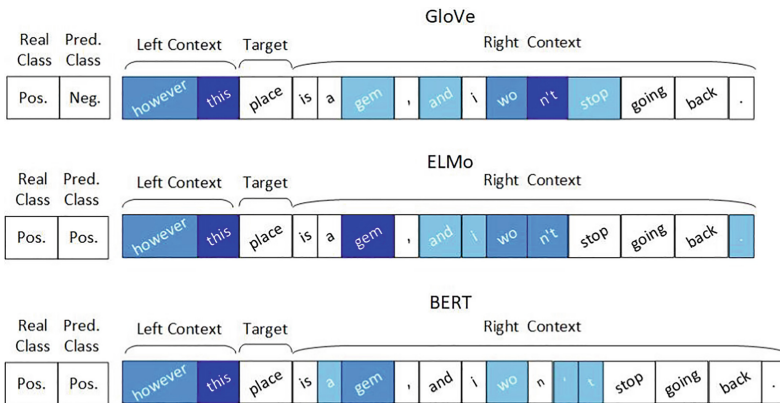 GloVe
Real Pred.
Class Class Left Context Target Right Context
Pos. Neg. however this place is a gem , and i wo n't stop going back .
ELMo
Real Pred.
Class Class Left Context Target Right Context
Pos. Pos. however this place is a gem , and i wo n't stop going back .
BERT
Real Pred.
Class Class Left Context Target Right Context
Pos. Pos. however this place is a gem , and i wo n ' t stop going back .